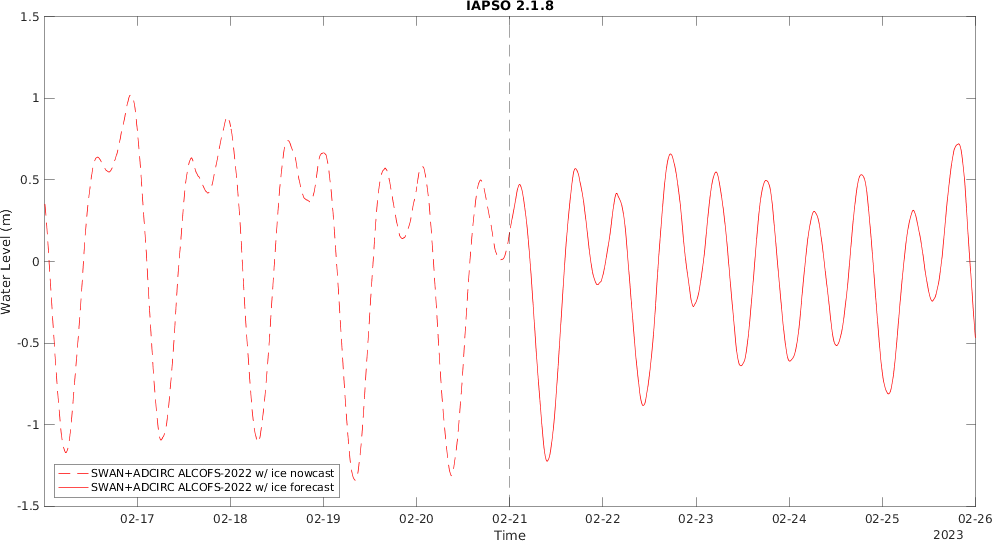 IAPSO 2.1.8
1.5
1
0.5
0
-0.5
-1
-1.5
Water Level (m)
SWAN+ADCIRC ALCOFS-2022 w/ ice nowcast
SWAN+ADCIRC ALCOFS-2022 w/ ice forecast
02-17 02-18 02-19 02-20 02-21 02-22 02-23 02-24 02-25 02-26
Time
2023